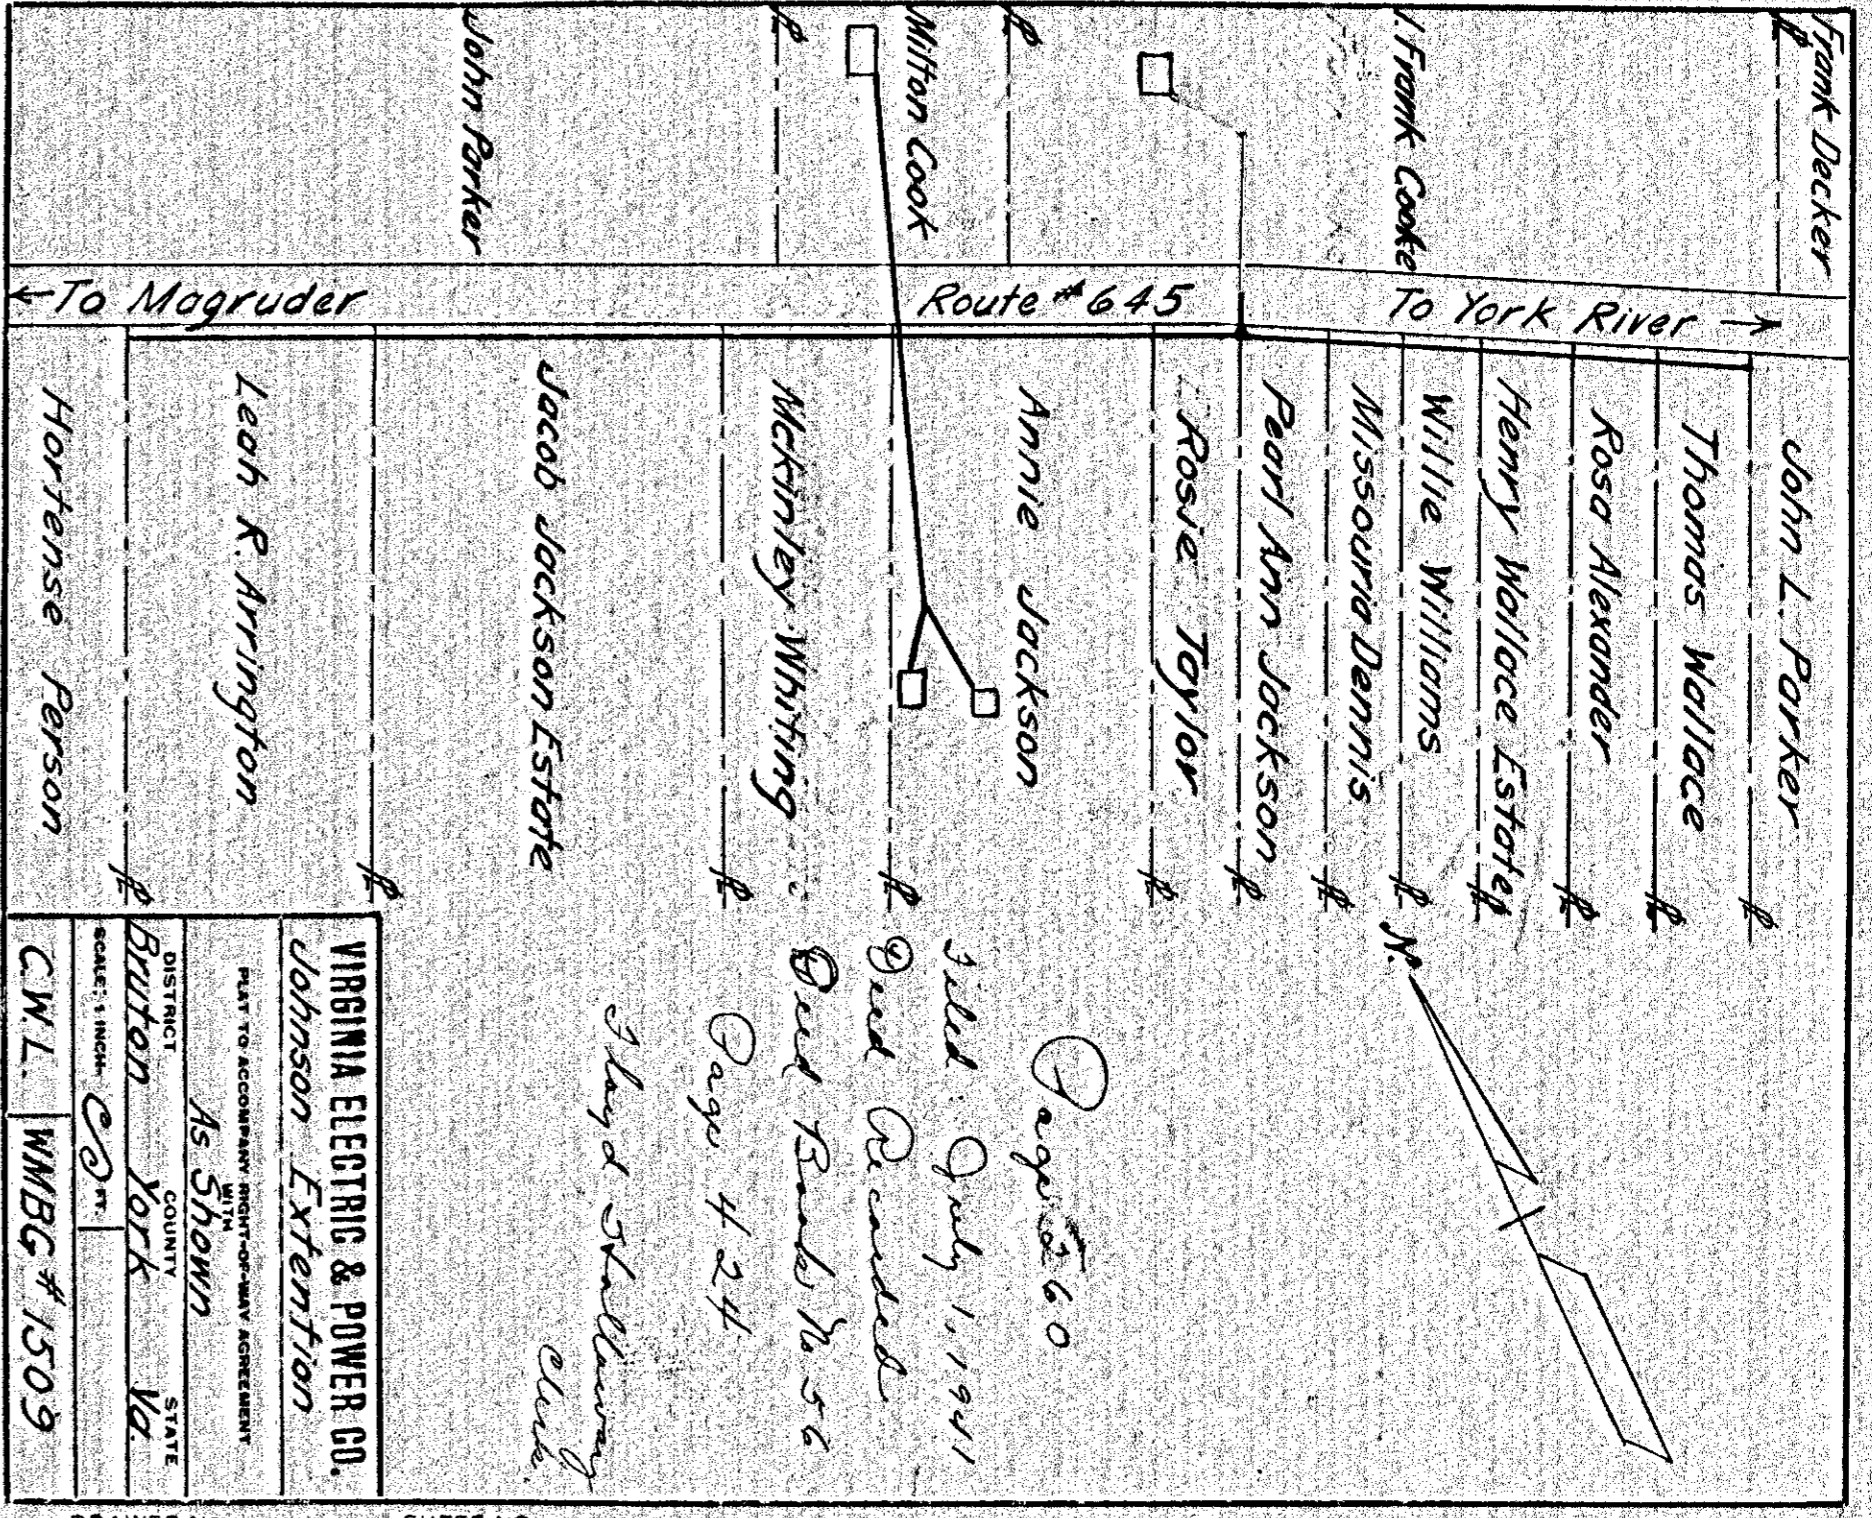 Frank Decker
I. Frank Cooke
Milton Cook
John Parker
← To Magruder
Route #645
To York River →
John L. Parker
Thomas Wallace
Rosa Alexander
Henry Wallace Estate
Willie Williams
Missouria Dennis
Pearl Ann Jackson
Rosie Taylor
Annie Jackson
McKinley Whiting
Jacob Jackson Estate
Leah R. Arrington
Hortense Person
N.
Page 260
Filed July 1, 1941
Deed Recorded
Deed Book No 56
Page 424
Floyd Holloway
Clerk.
VIRGINIA ELECTRIC & POWER CO.
Johnson Extention
PLAT TO ACCOMPANY RIGHT-OF-WAY AGREEMENT
WITH
As Shown
DISTRICT COUNTY STATE
Bruton York Va.
SCALE: 1 INCH= FT.
C.W.L. WMBG #1509